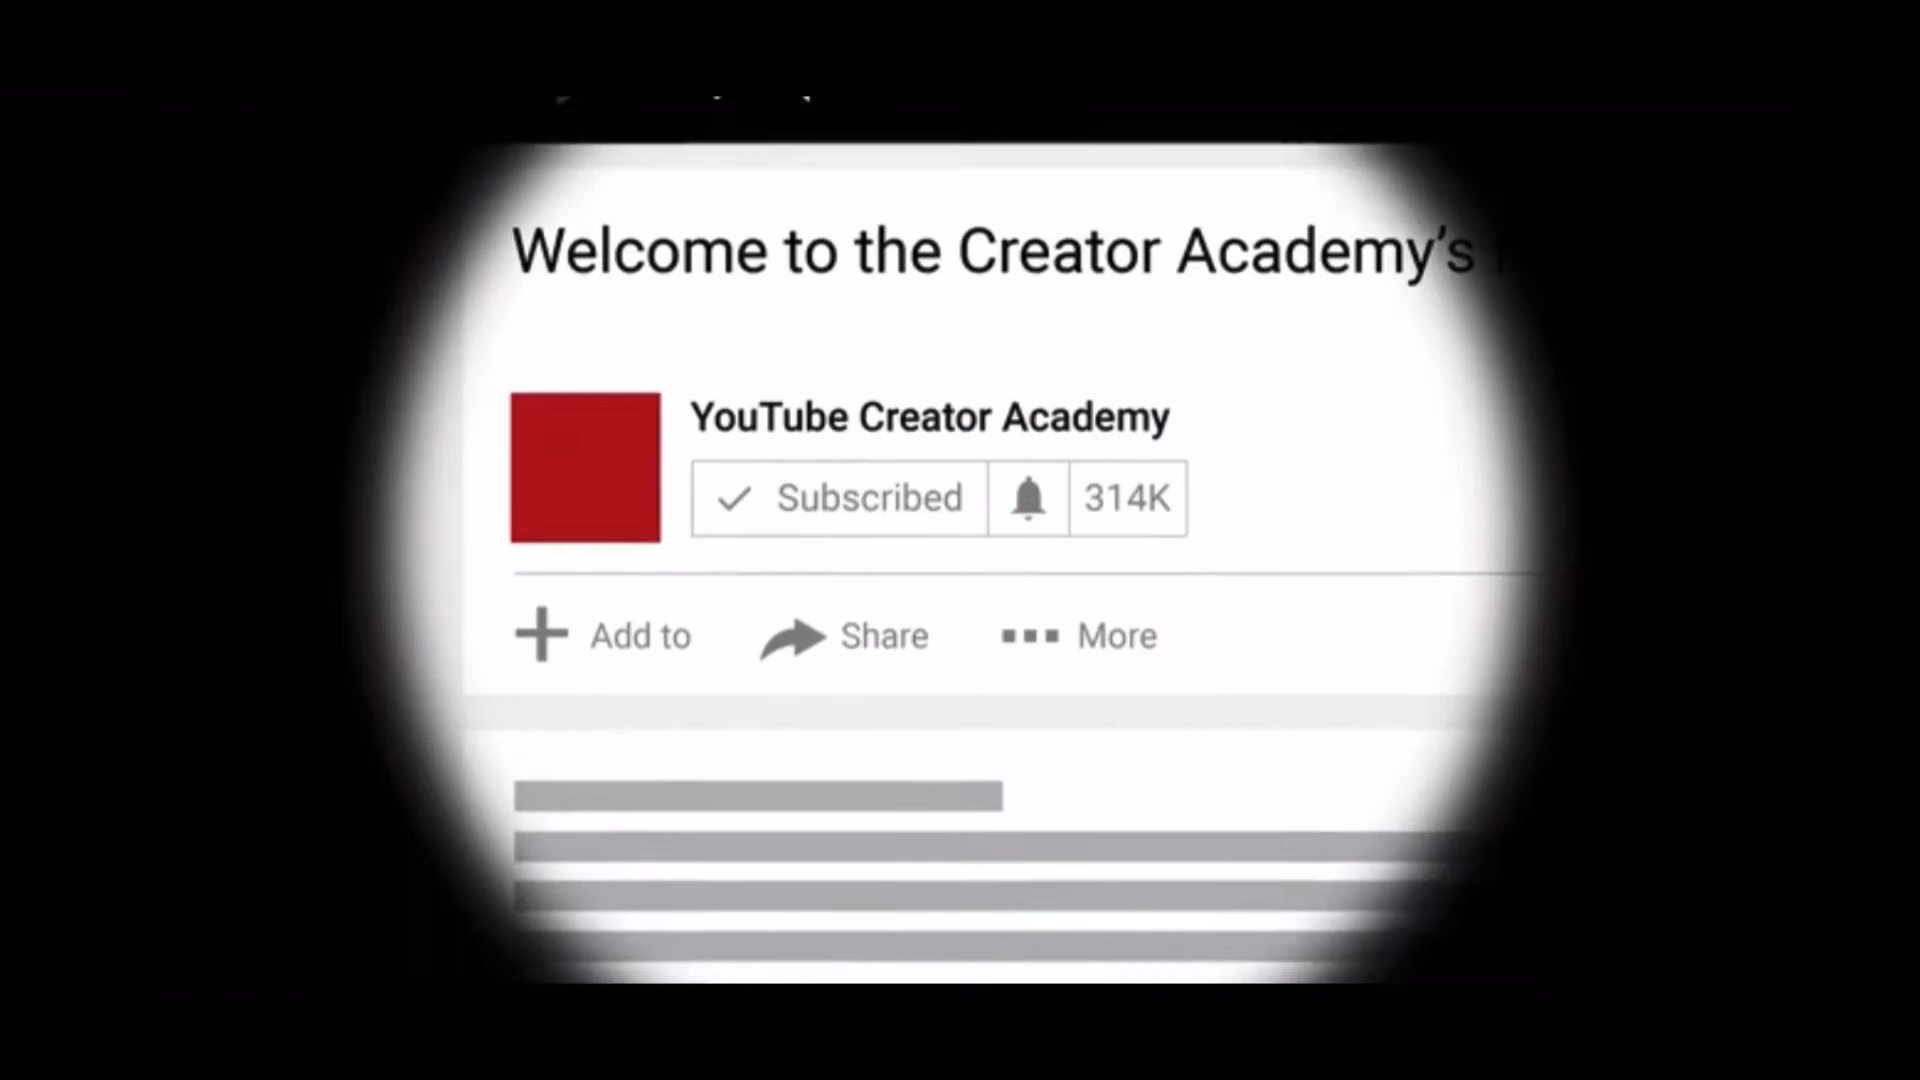 Welcome to the Creator Academy's
YouTube Creator Academy
Subscribed 314K
Add to Share More